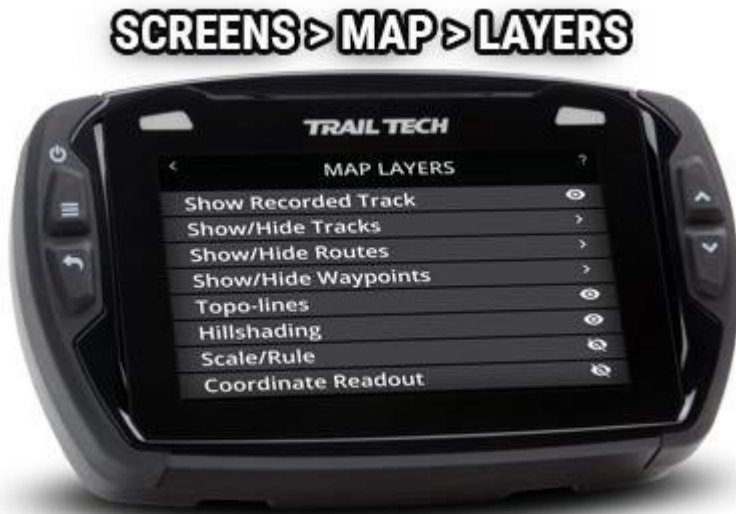 SCREENS > MAP > LAYERS
TRAIL TECH
< MAP LAYERS ?
Show Recorded Track
Show/Hide Tracks >
Show/Hide Routes >
Show/Hide Waypoints >
Topo-lines
Hillshading
Scale/Rule
Coordinate Readout